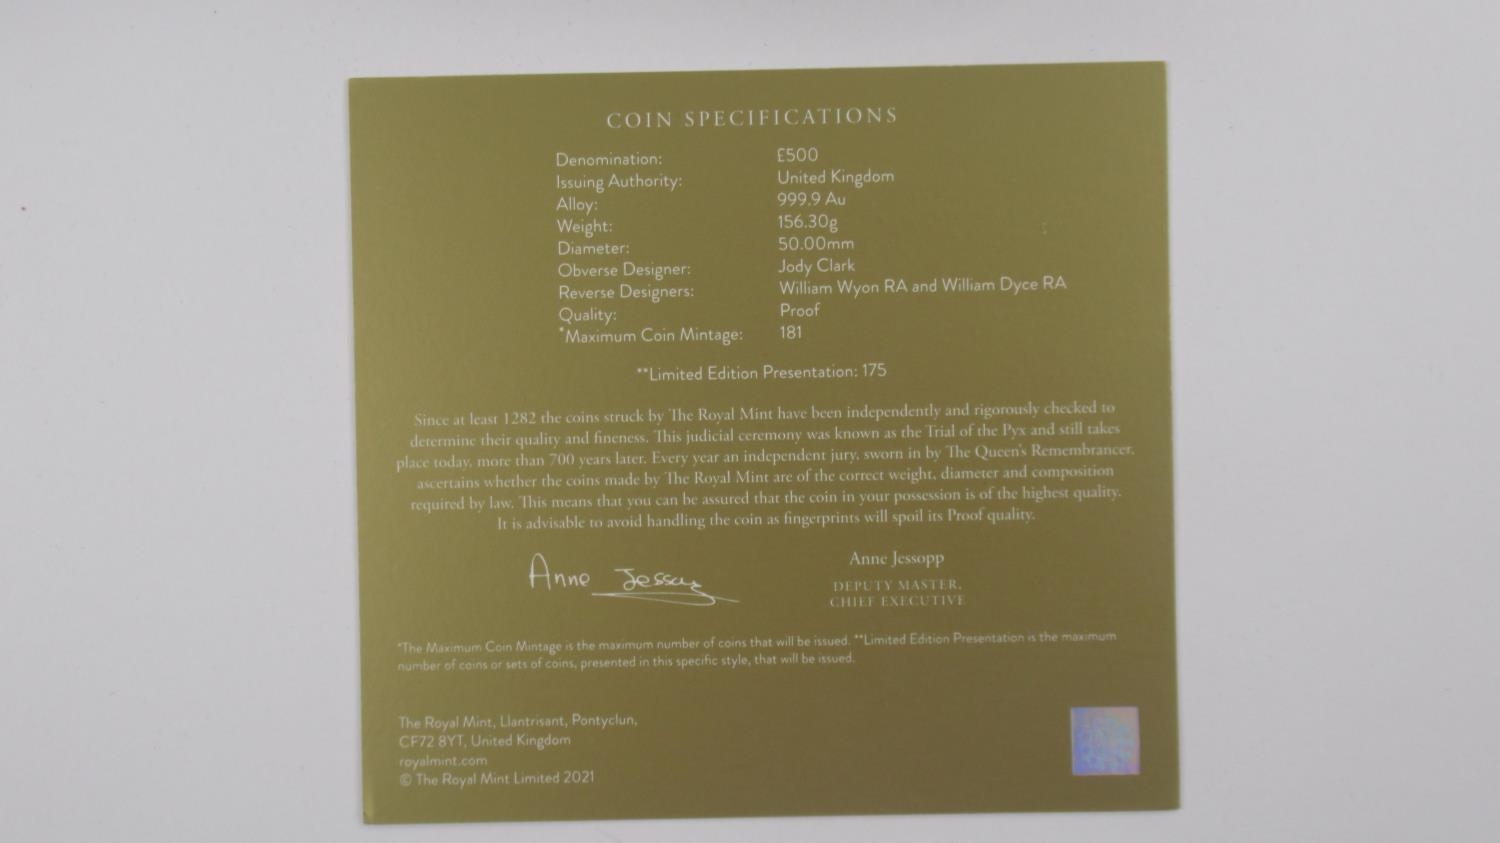 COIN SPECIFICATIONS
Denomination: £500
Issuing Authority: United Kingdom
Alloy: 999.9 Au
Weight: 156.30g
Diameter: 50.00mm
Obverse Designer: Jody Clark
Reverse Designers: William Wyon RA and William Dyce RA
Quality: Proof
*Maximum Coin Mintage: 181
**Limited Edition Presentation: 175
Since at least 1282 the coins struck by The Royal Mint have been independently and rigorously checked to
determine their quality and fineness. This judicial ceremony was known as the Trial of the Pyx and still takes
place today, more than 700 years later. Every year an independent jury, sworn in by The Queen's Remembrancer,
ascertains whether the coins made by The Royal Mint are of the correct weight, diameter and composition
required by law. This means that you can be assured that the coin in your possession is of the highest quality.
It is advisable to avoid handling the coin as fingerprints will spoil its Proof quality.
Anne Jessopp
Anne Jessopp
DEPUTY MASTER,
CHIEF EXECUTIVE
*The Maximum Coin Mintage is the maximum number of coins that will be issued. **Limited Edition Presentation is the maximum
number of coins or sets of coins, presented in this specific style, that will be issued.
The Royal Mint, Llantrisant, Pontyclun,
CF72 8YT, United Kingdom
royalmint.com
© The Royal Mint Limited 2021